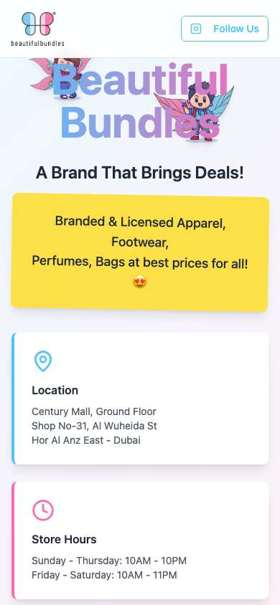 beautifulbundles
Follow Us
Beautiful
Bundles
A Brand That Brings Deals!
Branded & Licensed Apparel,
Footwear,
Perfumes, Bags at best prices for all!
😍
Location
Century Mall, Ground Floor
Shop No-31, Al Wuheida St
Hor Al Anz East - Dubai
Store Hours
Sunday - Thursday: 10AM - 10PM
Friday - Saturday: 10AM - 11PM